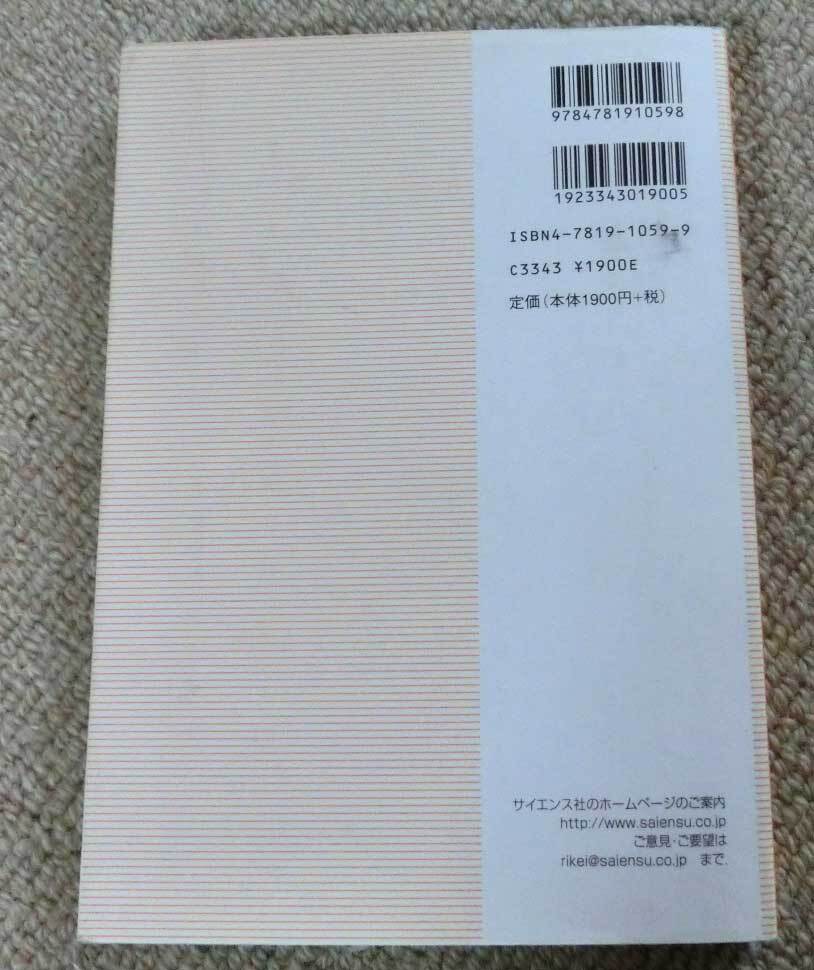 9784781910598
1923343019005
ISBN4-7819-1059-9
C3343 ¥1900E
定価(本体1900円+税)
サイエンス社のホームページのご案内
http://www.saiensu.co.jp
ご意見・ご要望は
rikei@saiensu.co.jp まで.